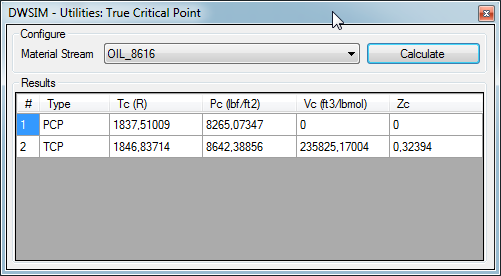 DWSIM - Utilities: True Critical Point
Configure
Material Stream OIL_8616 Calculate
Results
# Type Tc (R) Pc (lbf/ft2) Vc (ft3/lbmol) Zc
1 PCP 1837,51009 8265,07347 0 0
2 TCP 1846,83714 8642,38856 235825,17004 0,32394